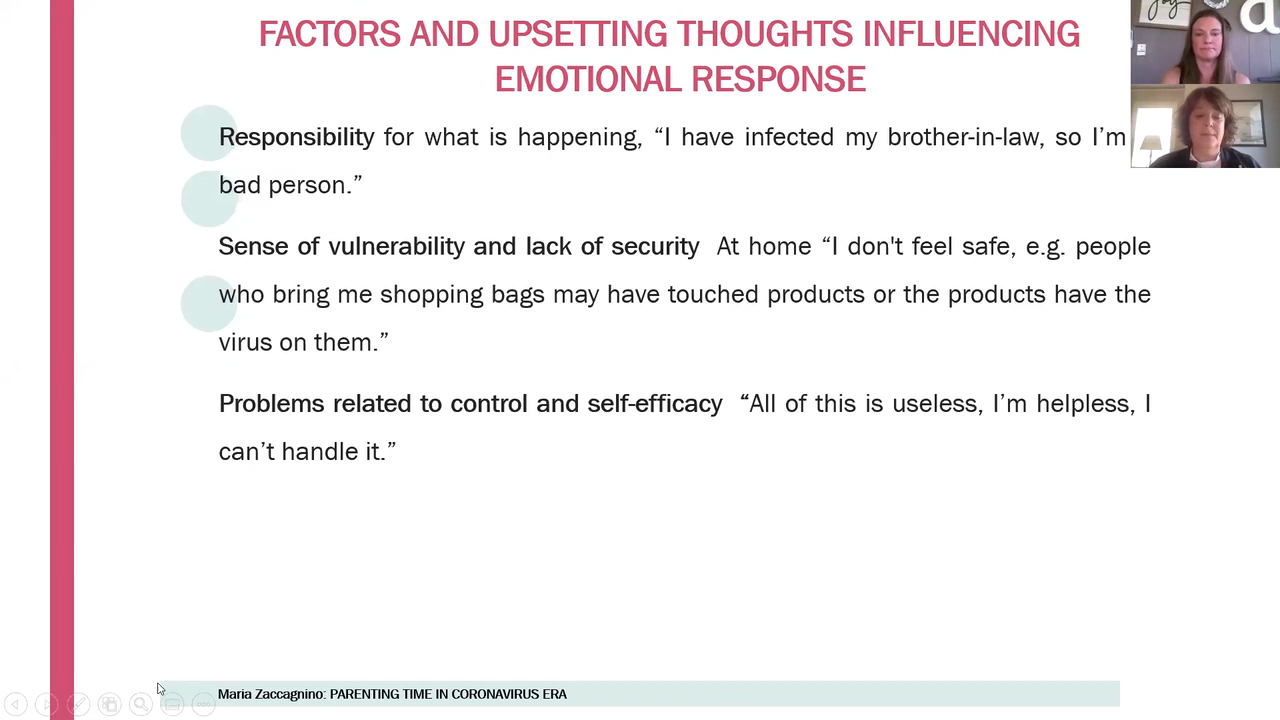 FACTORS AND UPSETTING THOUGHTS INFLUENCING
EMOTIONAL RESPONSE
Responsibility for what is happening, “I have infected my brother-in-law, so I’m
bad person.”
Sense of vulnerability and lack of security At home “I don't feel safe, e.g. people
who bring me shopping bags may have touched products or the products have the
virus on them.”
Problems related to control and self-efficacy “All of this is useless, I’m helpless, I
can’t handle it.”
Maria Zaccagnino: PARENTING TIME IN CORONAVIRUS ERA
joy
a